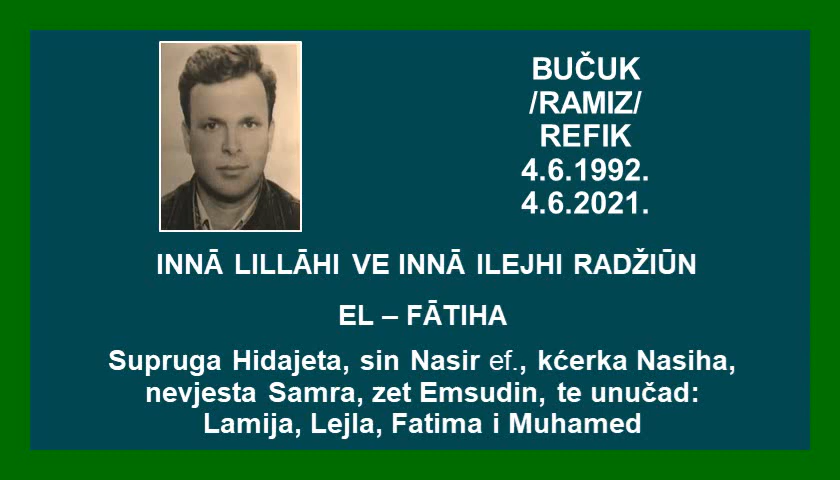 BUČUK
/RAMIZ/
REFIK
4.6.1992.
4.6.2021.
INNĀ LILLĀHI VE INNĀ ILEJHI RADŽIŪN
EL – FĀTIHA
Supruga Hidajeta, sin Nasir ef., kćerka Nasiha,
nevjesta Samra, zet Emsudin, te unučad:
Lamija, Lejla, Fatima i Muhamed